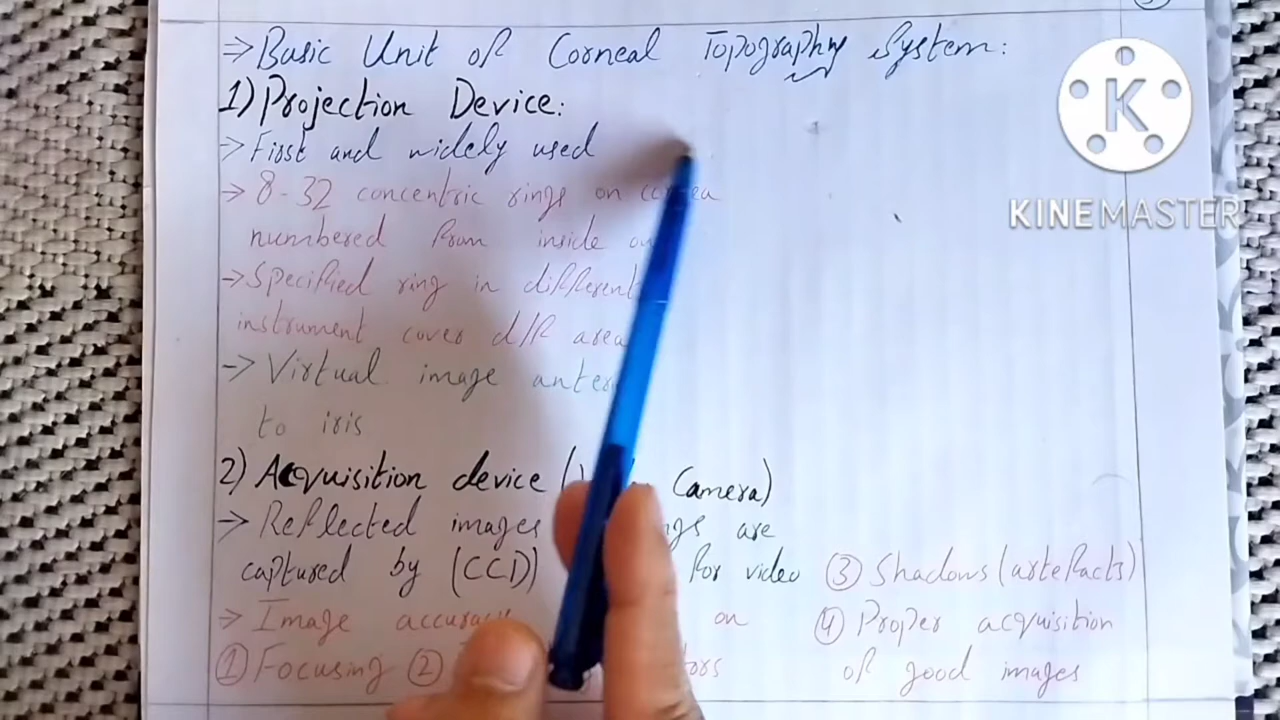 ⇒ Basic Unit of Corneal Topography System:
1) Projection Device:
→ First and widely used
→ 8-32 concentric rings on cornea
numbered from inside
→ Specified ring in different
instrument cover d/f area
→ Virtual image
to iris
2) Acquisition device ( Camera)
→ Reflected images are
captured by (CCD) for video
→ Image accuracy on
① Focusing ②
③ Shadows (artefacts)
④ Proper acquisition
of good images
K
KINEMASTER